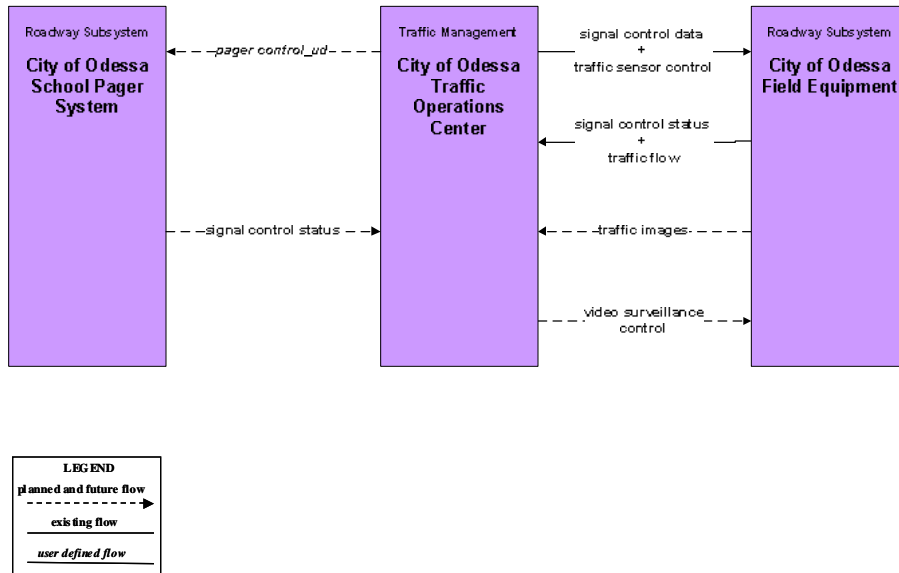 Roadway Subsystem
City of Odessa
School Pager
System
pager control_ud
signal control status
Traffic Management
City of Odessa
Traffic
Operations
Center
signal control data
+
traffic sensor control
signal control status
+
traffic flow
traffic images
video surveillance
control
Roadway Subsystem
City of Odessa
Field Equipment
LEGEND
planned and future flow
existing flow
user defined flow